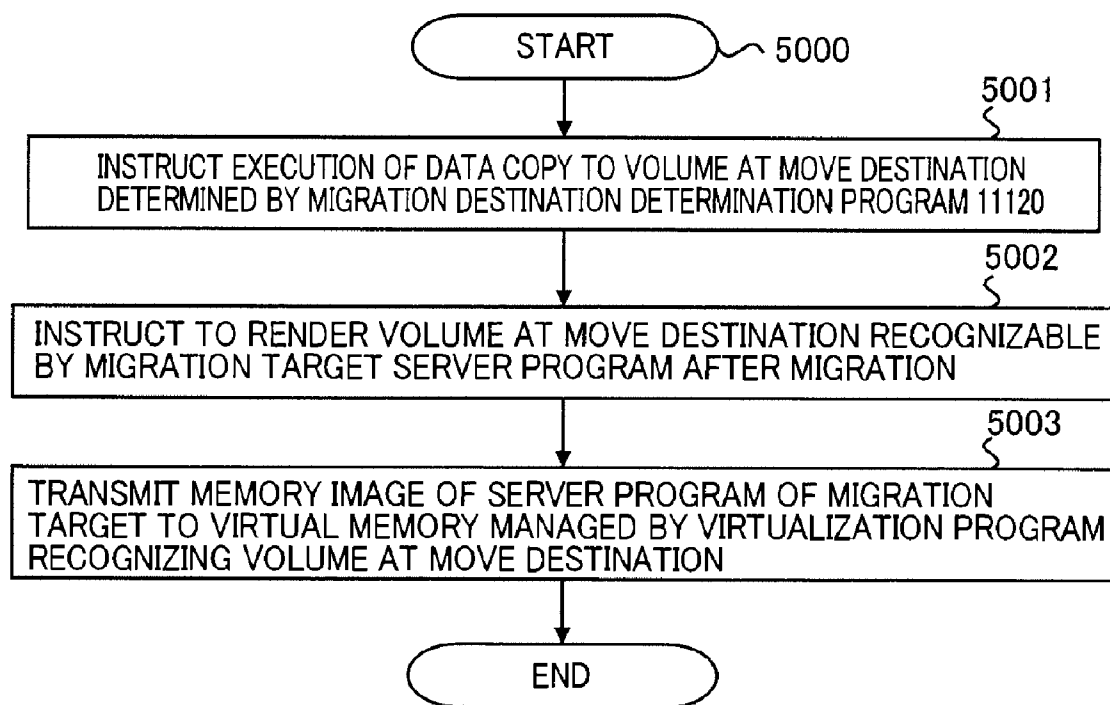 START
5000
5001
INSTRUCT EXECUTION OF DATA COPY TO VOLUME AT MOVE DESTINATION
DETERMINED BY MIGRATION DESTINATION DETERMINATION PROGRAM 11120
5002
INSTRUCT TO RENDER VOLUME AT MOVE DESTINATION RECOGNIZABLE
BY MIGRATION TARGET SERVER PROGRAM AFTER MIGRATION
5003
TRANSMIT MEMORY IMAGE OF SERVER PROGRAM OF MIGRATION
TARGET TO VIRTUAL MEMORY MANAGED BY VIRTUALIZATION PROGRAM
RECOGNIZING VOLUME AT MOVE DESTINATION
END